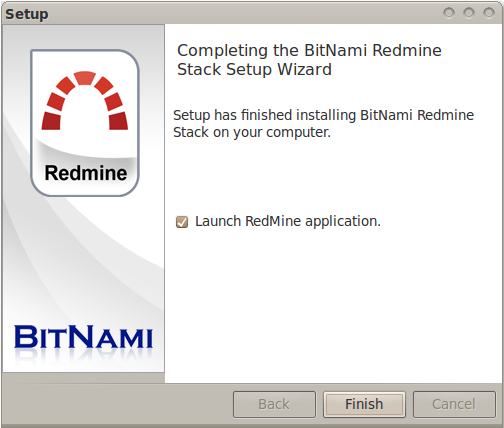 Setup
Completing the BitNami Redmine
Stack Setup Wizard
Setup has finished installing BitNami Redmine
Stack on your computer.
Redmine
Launch RedMine application.
BITNAMI
Back
Finish
Cancel